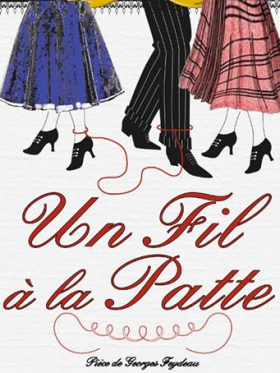 Un Fil
à la Patte
Pièce de Georges Feydeau